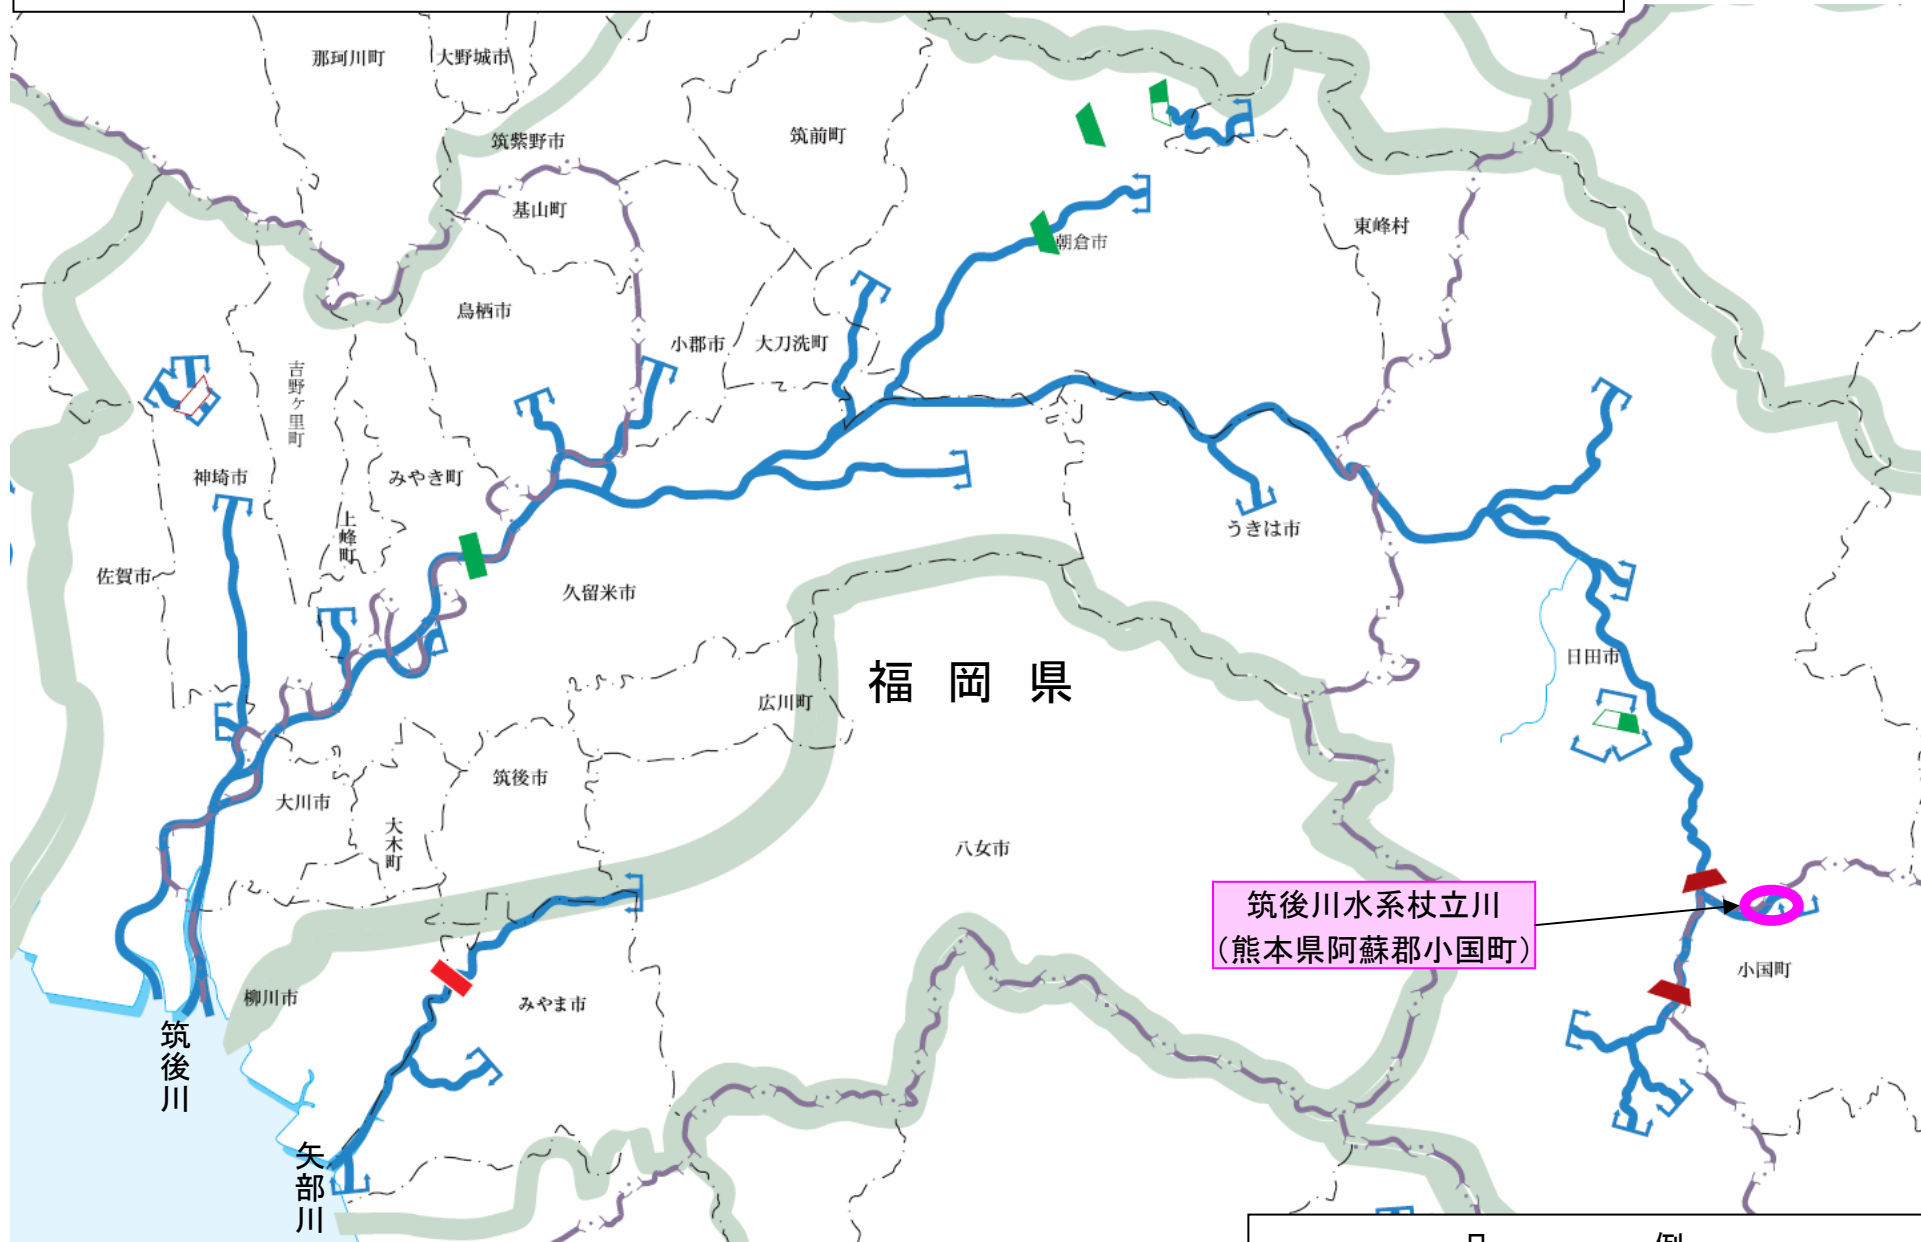 那珂川町
大野城市
筑紫野市
筑前町
基山町
東峰村
朝倉市
鳥栖市
小郡市
大刀洗町
吉野ヶ里町
神埼市
みやき町
上峰町
うきは市
佐賀市
久留米市
日田市
福岡県
広川町
筑後市
大川市
大木町
八女市
筑後川水系杖立川
(熊本県阿蘇郡小国町)
小国町
柳川市
みやま市
筑後川
矢部川